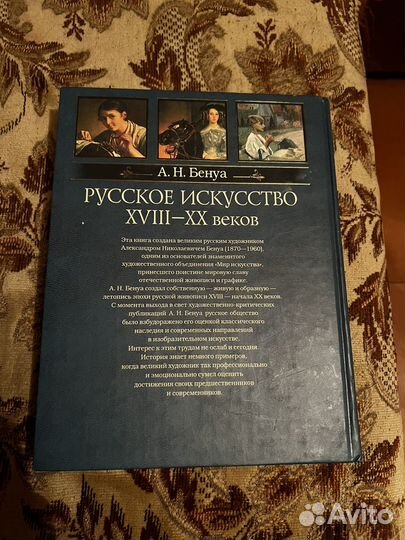 А. Н. Бенуа
РУССКОЕ ИСКУССТВО
XVIII—XX веков
Эта книга создана великим русским художником
Александром Николаевичем Бенуа (1870—1960),
одним из основателей знаменитого
художественного объединения «Мир искусства»,
принесшего поистине мировую славу
отечественной живописи и графике.
А. Н. Бенуа создал собственную — живую и образную —
летопись эпохи русской живописи XVIII — начала XX веков.
С момента выхода в свет художественно-критических
публикаций А. Н. Бенуа русское общество
было взбудоражено его оценкой классического
наследия и современных направлений
в изобразительном искусстве.
Интерес к этим трудам не ослаб и сегодня.
История знает немного примеров,
когда великий художник так профессионально
и эмоционально сумел оценить
достижения своих предшественников
и современников.
Avito